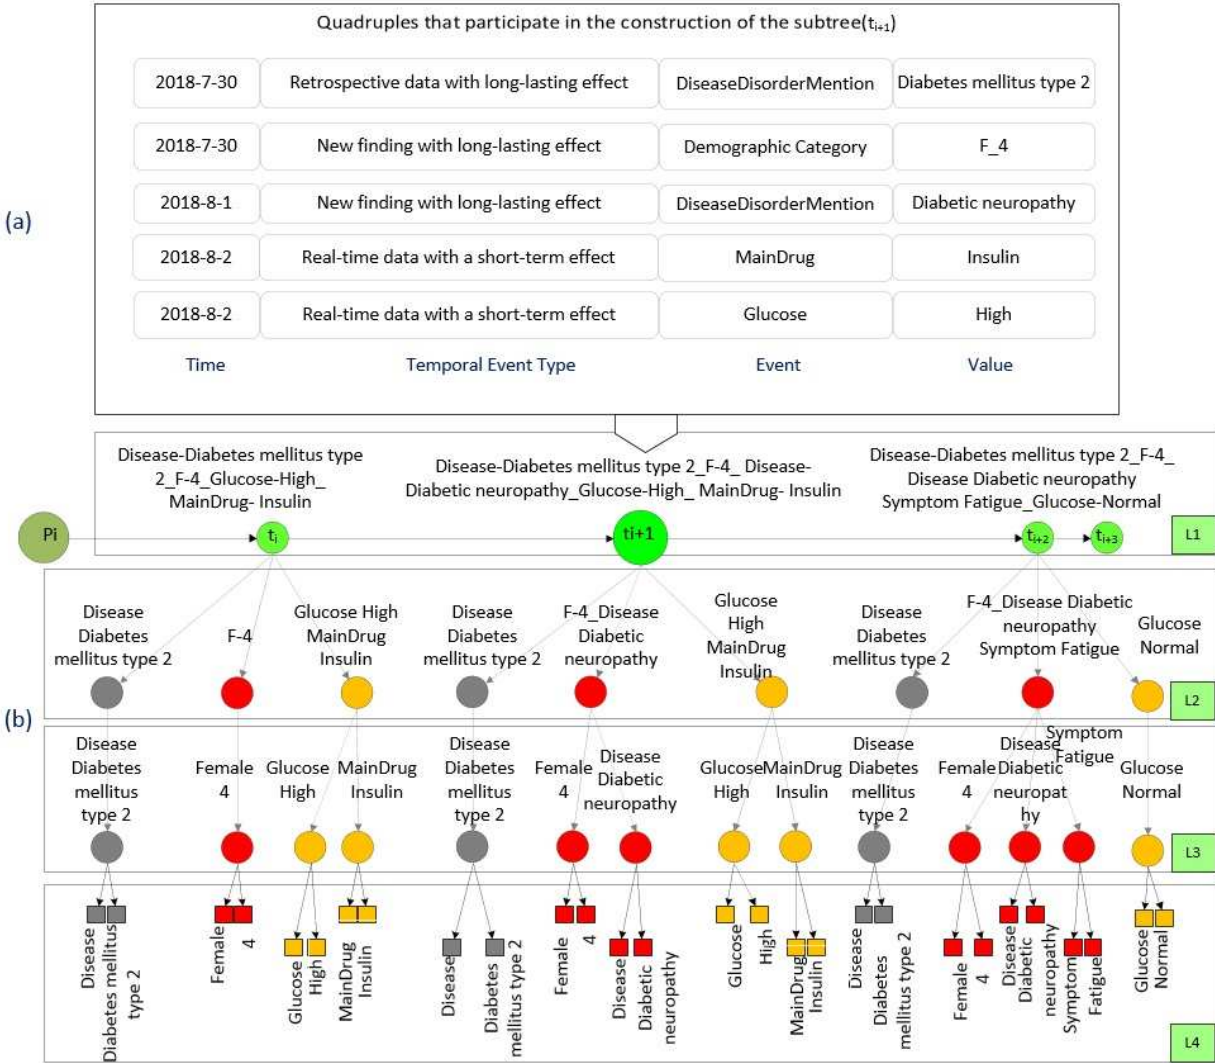 Quadruples that participate in the construction of the subtree(ti+1)
2018-7-30 Retrospective data with long-lasting effect DiseaseDisorderMention Diabetes mellitus type 2
2018-7-30 New finding with long-lasting effect Demographic Category F_4
(a)
2018-8-1 New finding with long-lasting effect DiseaseDisorderMention Diabetic neuropathy
2018-8-2 Real-time data with a short-term effect MainDrug Insulin
2018-8-2 Real-time data with a short-term effect Glucose High
Time Temporal Event Type Event Value
Disease-Diabetes mellitus type
2_F-4_Glucose-High_
MainDrug- Insulin
Disease-Diabetes mellitus type 2_F-4_ Disease-
Diabetic neuropathy_Glucose-High_ MainDrug- Insulin
Disease-Diabetes mellitus type 2_F-4_
Disease Diabetic neuropathy
Symptom Fatigue_Glucose-Normal
Pi
ti
ti+1
ti+2
ti+3
L1
Disease
Diabetes
mellitus type 2
F-4
Glucose High
MainDrug
Insulin
Disease
Diabetes
mellitus type 2
F-4_Disease
Diabetic
neuropathy
Glucose
High
MainDrug
Insulin
Disease
Diabetes
mellitus type 2
F-4_Disease Diabetic
neuropathy
Symptom Fatigue
Glucose
Normal
L2
(b)
Disease
Diabetes
mellitus
type 2
Female
4
Glucose
High
MainDrug
Insulin
Disease
Diabetes
mellitus
type 2
Female
4
Disease
Diabetic
neuropathy
Glucose
High
MainDrug
Insulin
Disease
Diabetes
mellitus
type 2
Female
4
Disease
Diabetic
neuropat
hy
Symptom
Fatigue
Glucose
Normal
L3
Disease
Diabetes mellitus
type 2
Female
4
Glucose
High
MainDrug
Insulin
Disease
Diabetes
mellitus type 2
Female
4
Disease
Diabetic
neuropathy
Glucose
High
MainDrug
Insulin
Disease
Diabetes
mellitus type 2
Female
4
Disease
Diabetic
neuropathy
Symptom
Fatigue
Glucose
Normal
L4